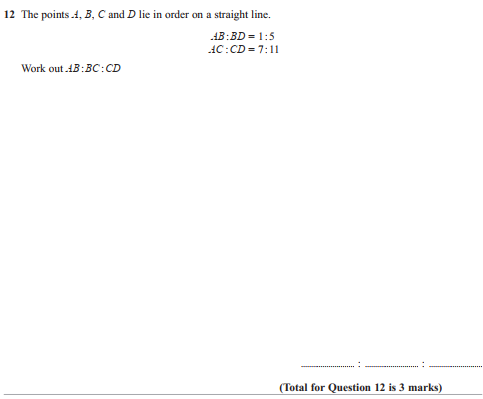 12 The points A, B, C and D lie in order on a straight line.
AB : BD = 1 : 5
AC : CD = 7 : 11
Work out AB : BC : CD
: :
(Total for Question 12 is 3 marks)